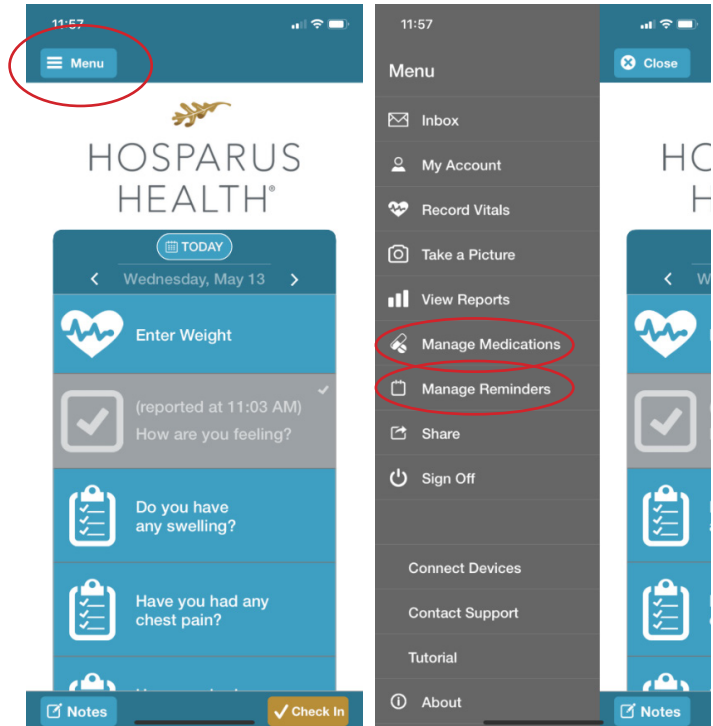 11:57
Menu
HOSPARUS
HEALTH®
TODAY
Wednesday, May 13
Enter Weight
(reported at 11:03 AM)
How are you feeling?
Do you have
any swelling?
Have you had any
chest pain?
Notes
Check In
11:57
Menu
Inbox
My Account
Record Vitals
Take a Picture
View Reports
Manage Medications
Manage Reminders
Share
Sign Off
Connect Devices
Contact Support
Tutorial
About
Close
HO
H
W
Notes